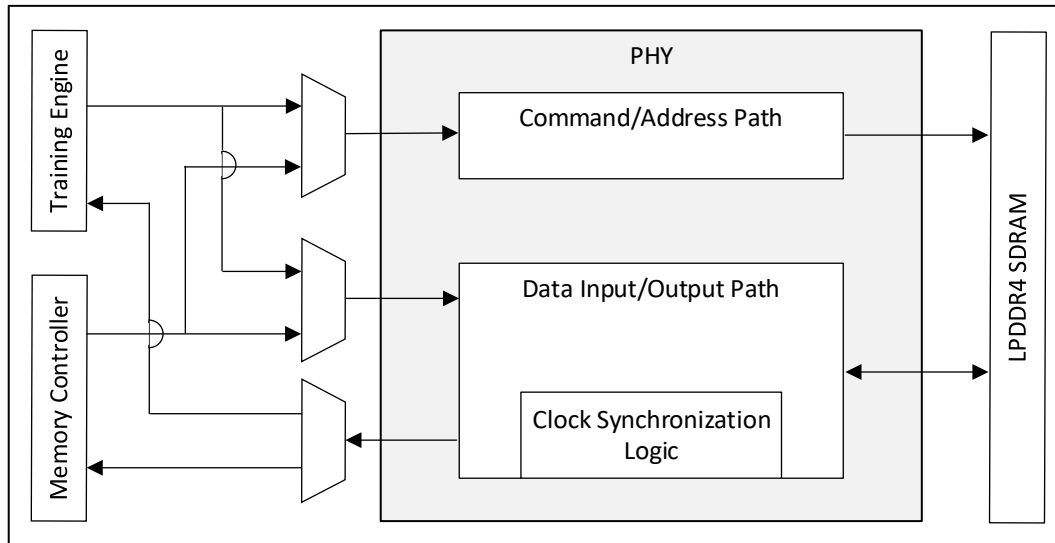 Training Engine
Memory Controller
PHY
Command/Address Path
Data Input/Output Path
Clock Synchronization
Logic
LPDDR4 SDRAM